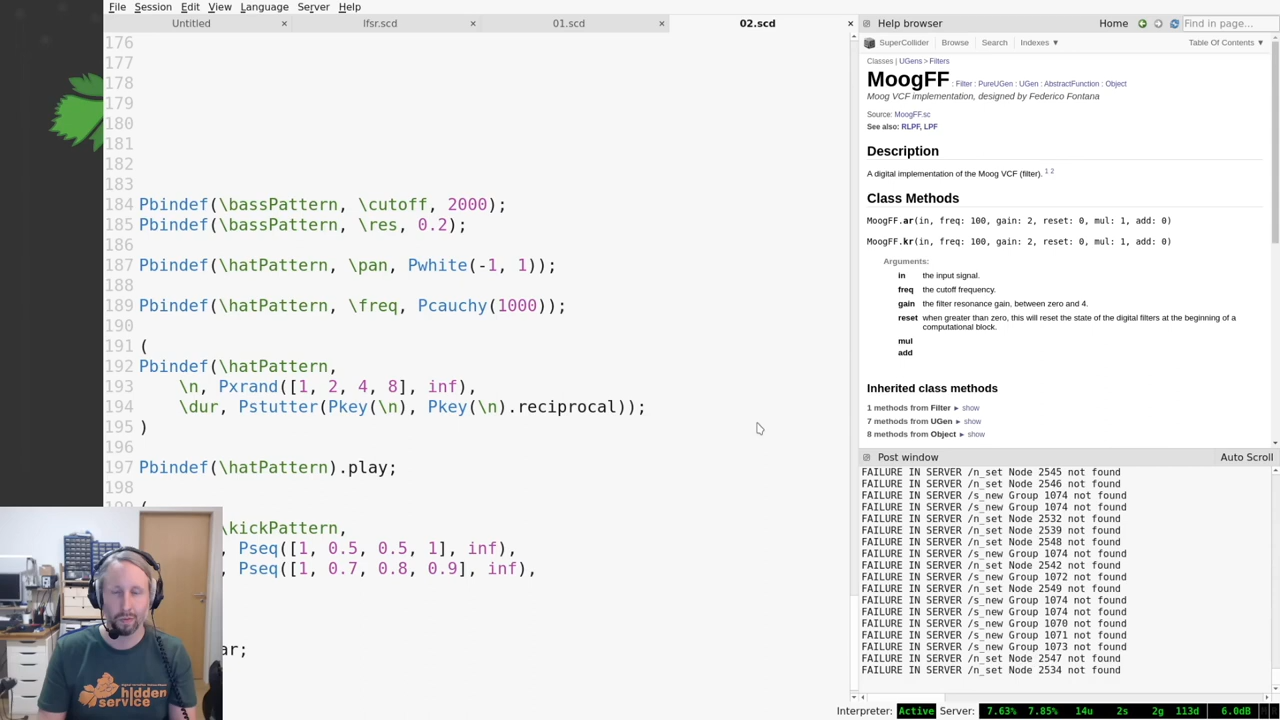 File Session Edit View Language Server Help
Untitled × lfsr.scd × 01.scd × 02.scd ×
176
177
178
179
180
181
182
183
184 Pbindef(\bassPattern, \cutoff, 2000);
185 Pbindef(\bassPattern, \res, 0.2);
186
187 Pbindef(\hatPattern, \pan, Pwhite(-1, 1));
188
189 Pbindef(\hatPattern, \freq, Pcauchy(1000));
190
191 (
192 Pbindef(\hatPattern,
193 \n, Pxrand([1, 2, 4, 8], inf),
194 \dur, Pstutter(Pkey(\n), Pkey(\n).reciprocal));
195 )
196
197 Pbindef(\hatPattern).play;
198
\kickPattern,
, Pseq([1, 0.5, 0.5, 1], inf),
, Pseq([1, 0.7, 0.8, 0.9], inf),
ar;
hidden
service
Help browser Home Find in page...
SuperCollider Browse Search Indexes ▼ Table Of Contents ▼
Classes | UGens > Filters
MoogFF : Filter : PureUGen : UGen : AbstractFunction : Object
Moog VCF implementation, designed by Federico Fontana
Source: MoogFF.sc
See also: RLPF, LPF
Description
A digital implementation of the Moog VCF (filter). 1 2
Class Methods
MoogFF.ar(in, freq: 100, gain: 2, reset: 0, mul: 1, add: 0)
MoogFF.kr(in, freq: 100, gain: 2, reset: 0, mul: 1, add: 0)
Arguments:
in the input signal.
freq the cutoff frequency.
gain the filter resonance gain, between zero and 4.
reset when greater than zero, this will reset the state of the digital filters at the beginning of a
computational block.
mul
add
Inherited class methods
1 methods from Filter ► show
7 methods from UGen ► show
8 methods from Object ► show
Post window Auto Scroll
FAILURE IN SERVER /n_set Node 2545 not found
FAILURE IN SERVER /n_set Node 2546 not found
FAILURE IN SERVER /s_new Group 1074 not found
FAILURE IN SERVER /s_new Group 1074 not found
FAILURE IN SERVER /n_set Node 2532 not found
FAILURE IN SERVER /n_set Node 2539 not found
FAILURE IN SERVER /n_set Node 2548 not found
FAILURE IN SERVER /s_new Group 1074 not found
FAILURE IN SERVER /n_set Node 2542 not found
FAILURE IN SERVER /s_new Group 1072 not found
FAILURE IN SERVER /n_set Node 2549 not found
FAILURE IN SERVER /s_new Group 1074 not found
FAILURE IN SERVER /s_new Group 1074 not found
FAILURE IN SERVER /s_new Group 1070 not found
FAILURE IN SERVER /s_new Group 1071 not found
FAILURE IN SERVER /s_new Group 1073 not found
FAILURE IN SERVER /n_set Node 2547 not found
FAILURE IN SERVER /n_set Node 2534 not found
Interpreter: Active Server: 7.63% 7.85% 14u 2s 2g 113d 6.0dB